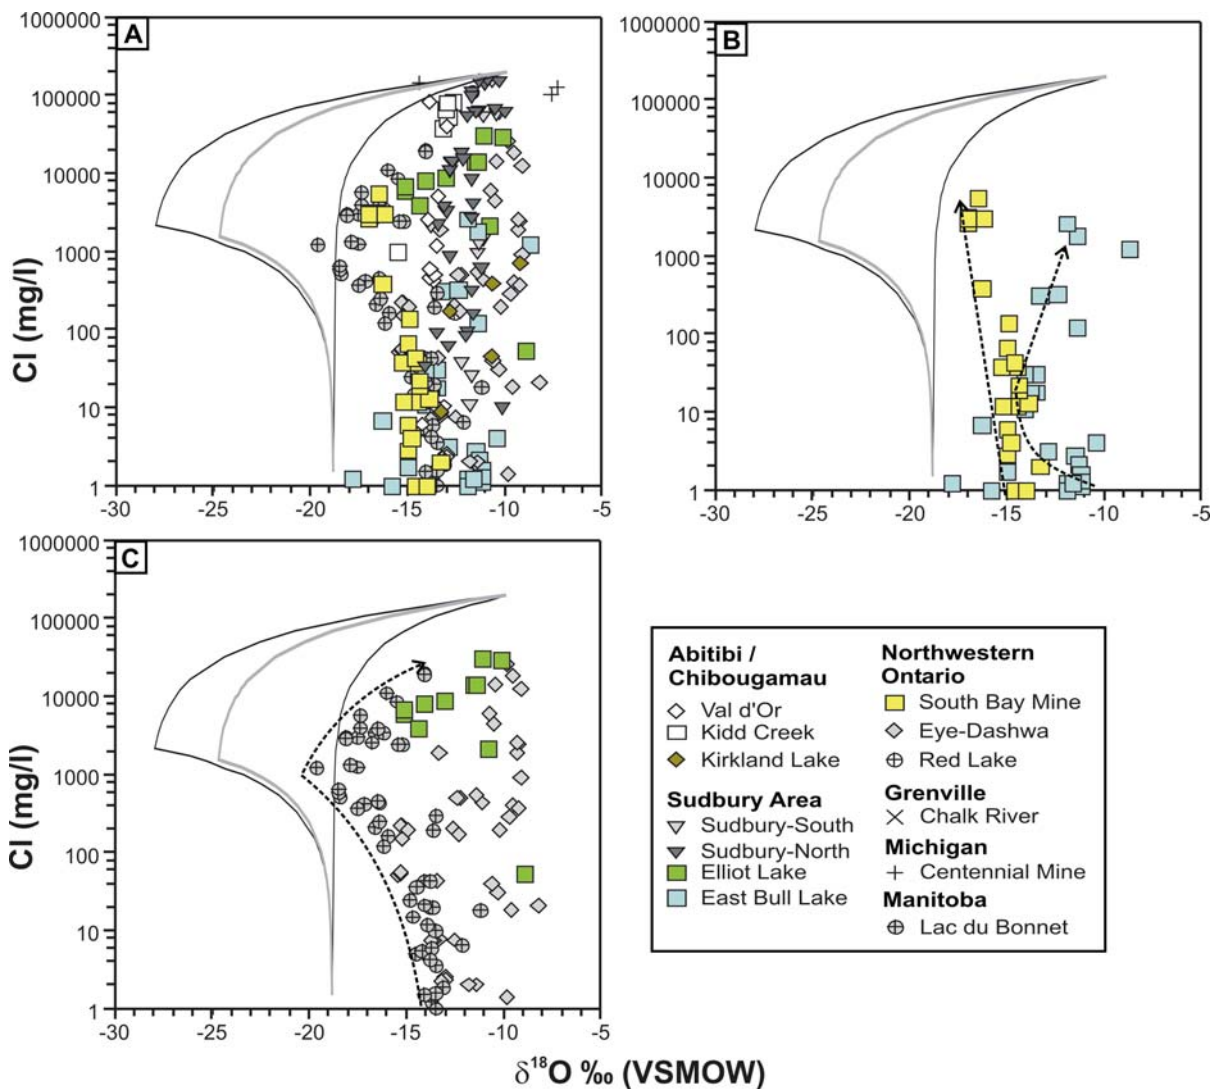 1000000
100000
10000
1000
100
10
1
A
-30
-25
-20
-15
-10
-5
Cl (mg/l)
1000000
100000
10000
1000
100
10
1
B
-30
-25
-20
-15
-10
-5
1000000
100000
10000
1000
100
10
1
C
-30
-25
-20
-15
-10
-5
Cl (mg/l)
δ¹⁸O ‰ (VSMOW)
Abitibi /
Chibougamau
Val d'Or
Kidd Creek
Kirkland Lake
Sudbury Area
Sudbury-South
Sudbury-North
Elliot Lake
East Bull Lake
Northwestern
Ontario
South Bay Mine
Eye-Dashwa
Red Lake
Grenville
Chalk River
Michigan
Centennial Mine
Manitoba
Lac du Bonnet